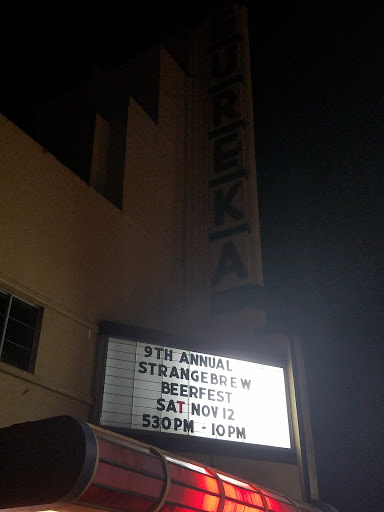 EUREKA
9TH ANNUAL
STRANGEBREW
BEERFEST
SAT NOV 12
530PM - 10PM